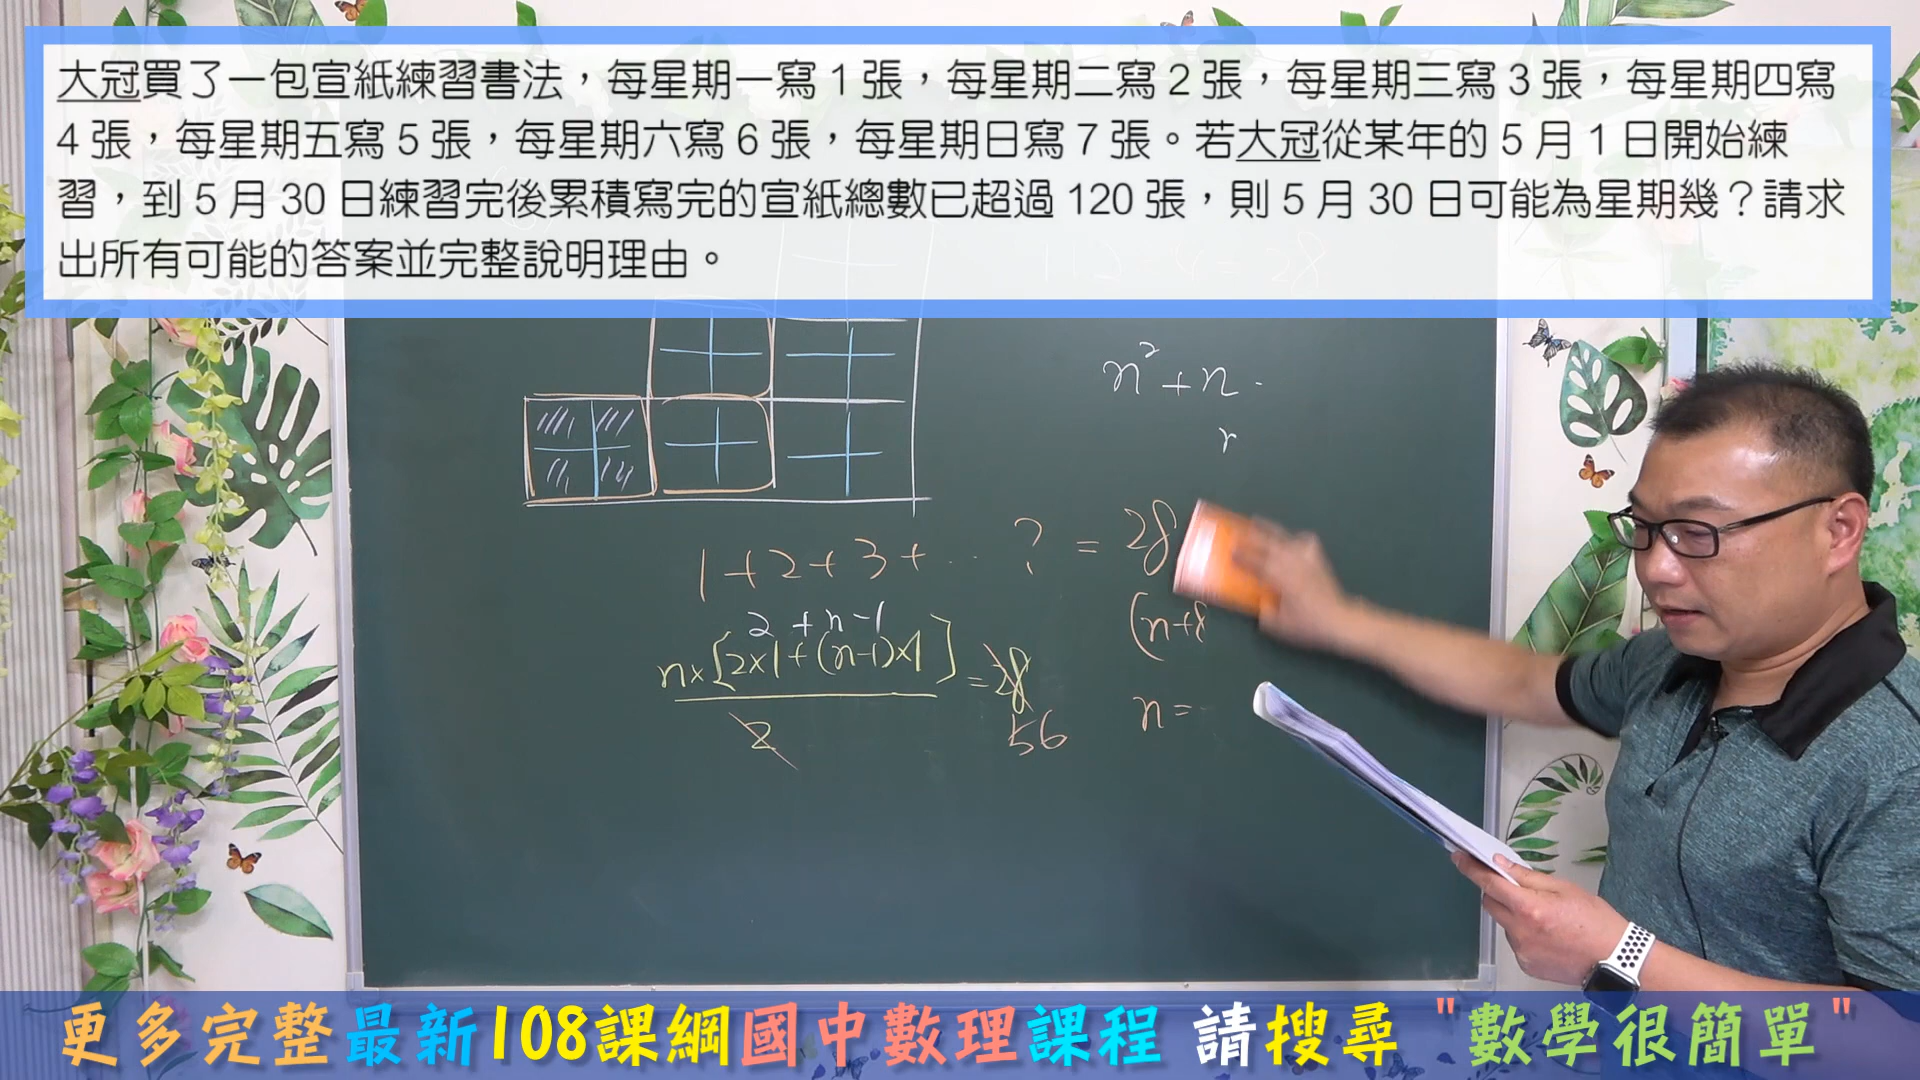 大冠買了一包宣紙練習書法，每星期一寫 1 張，每星期二寫 2 張，每星期三寫 3 張，每星期四寫
4 張，每星期五寫 5 張，每星期六寫 6 張，每星期日寫 7 張。若大冠從某年的 5 月 1 日開始練
習，到 5 月 30 日練習完後累積寫完的宣紙總數已超過 120 張，則 5 月 30 日可能為星期幾？請求
出所有可能的答案並完整說明理由。
n²+n
1+2+3+..? = 28
2+n-1
(n+8
n×[2×1+(n-1)×1] = 28
2
56
n=
更多完整最新108課綱國中數理課程 請搜尋 "數學很簡單"